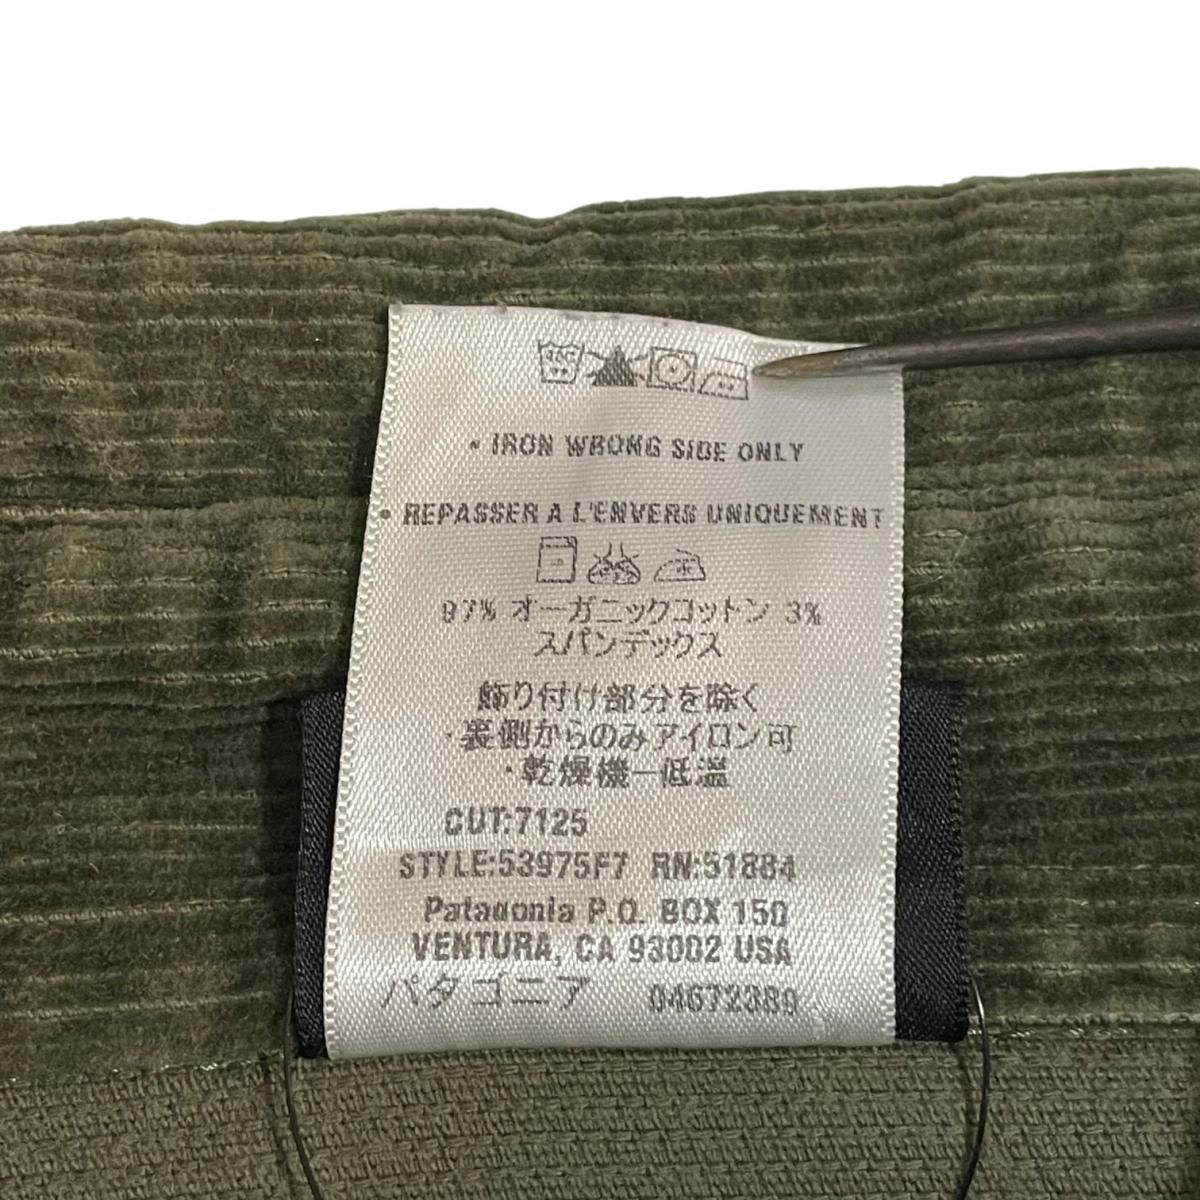 • IRON WRONG SIDE ONLY
• REPASSER A L'ENVERS UNIQUEMENT
97% オーガニックコットン 3%
スパンデックス
飾り付け部分を除く
・裏側からのみアイロン可
・乾燥機ー低温
CUT:7125
STYLE:53975F7 RN:51884
Patagonia P.O. BOX 150
VENTURA, CA 93002 USA
パタゴニア 04672389